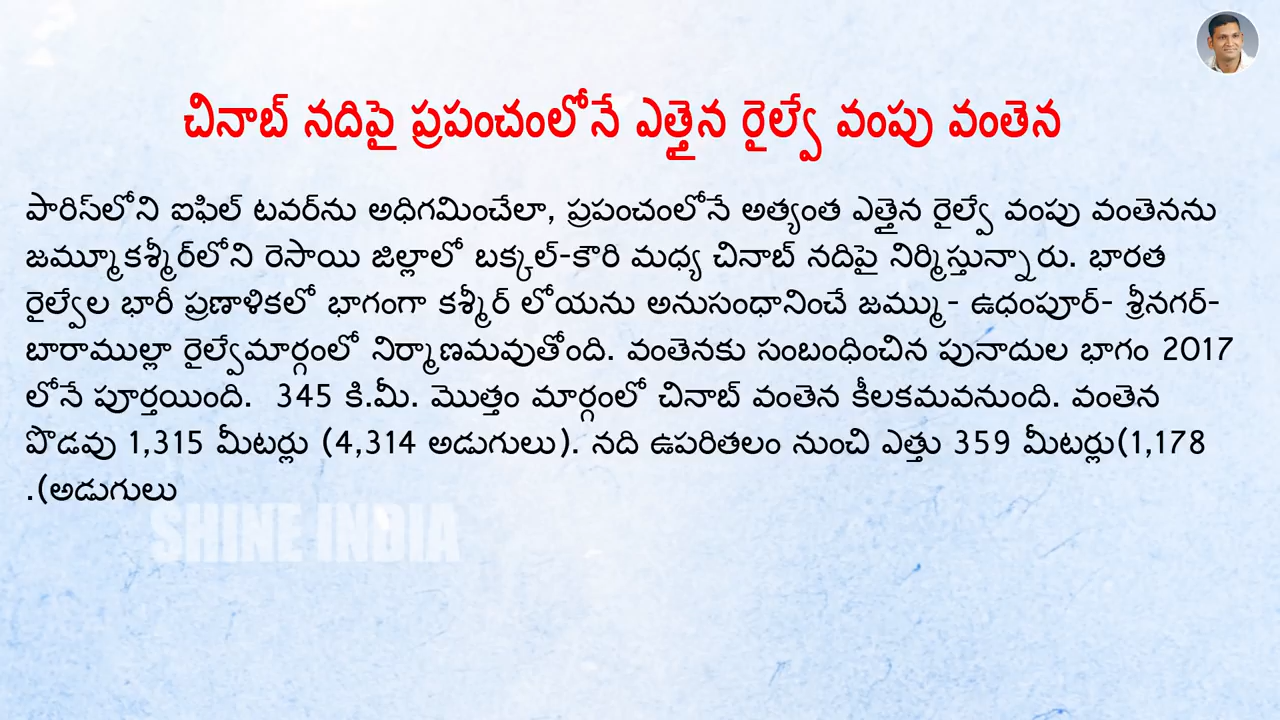 చినాబ్ నదిపై ప్రపంచంలోనే ఎత్తైన రైల్వే వంపు వంతెన
పారిస్‌లోని ఐఫిల్ టవర్‌ను అధిగమించేలా, ప్రపంచంలోనే అత్యంత ఎత్తైన రైల్వే వంపు వంతెనను
జమ్మూకశ్మీర్‌లోని రెసాయి జిల్లాలో బక్కల్-కౌరి మధ్య చినాబ్ నదిపై నిర్మిస్తున్నారు. భారత
రైల్వేల భారీ ప్రణాళికలో భాగంగా కశ్మీర్ లోయను అనుసంధానించే జమ్ము- ఉధంపూర్- శ్రీనగర్-
బారాముల్లా రైల్వేమార్గంలో నిర్మాణమవుతోంది. వంతెనకు సంబంధించిన పునాదుల భాగం 2017
లోనే పూర్తయింది.  345 కి.మీ. మొత్తం మార్గంలో చినాబ్ వంతెన కీలకమవనుంది. వంతెన
పొడవు 1,315 మీటర్లు (4,314 అడుగులు). నది ఉపరితలం నుంచి ఎత్తు 359 మీటర్లు(1,178
.(అడుగులు
SHINE INDIA